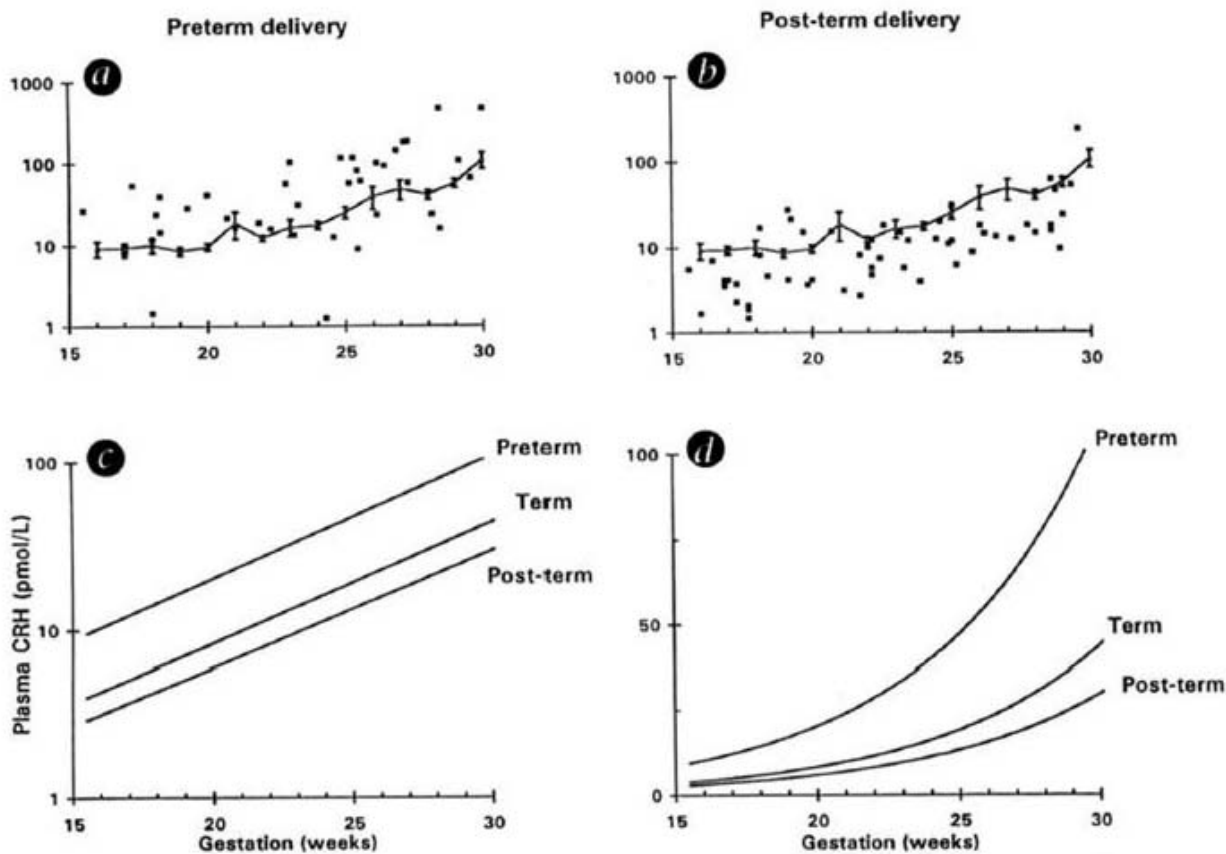 Preterm delivery
a
1000
100
10
1
15 20 25 30
Post-term delivery
b
1000
100
10
1
15 20 25 30
c
Plasma CRH (pmol/L)
100
10
1
Preterm
Term
Post-term
15 20 25 30
Gestation (weeks)
d
100
75
50
25
0
Preterm
Term
Post-term
15 20 25 30
Gestation (weeks)